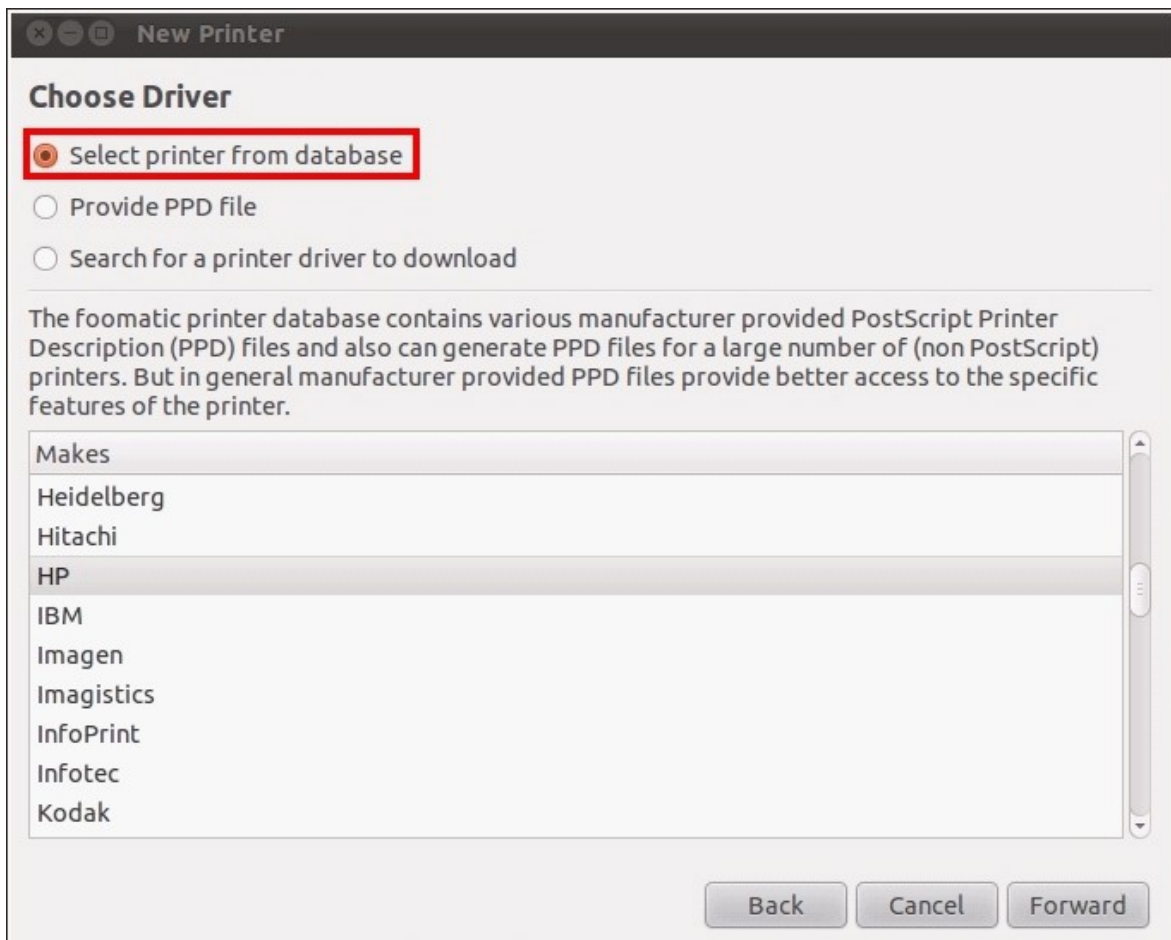 New Printer
Choose Driver
Select printer from database
Provide PPD file
Search for a printer driver to download
The foomatic printer database contains various manufacturer provided PostScript Printer
Description (PPD) files and also can generate PPD files for a large number of (non PostScript)
printers. But in general manufacturer provided PPD files provide better access to the specific
features of the printer.
Makes
Heidelberg
Hitachi
HP
IBM
Imagen
Imagistics
InfoPrint
Infotec
Kodak
Back Cancel Forward